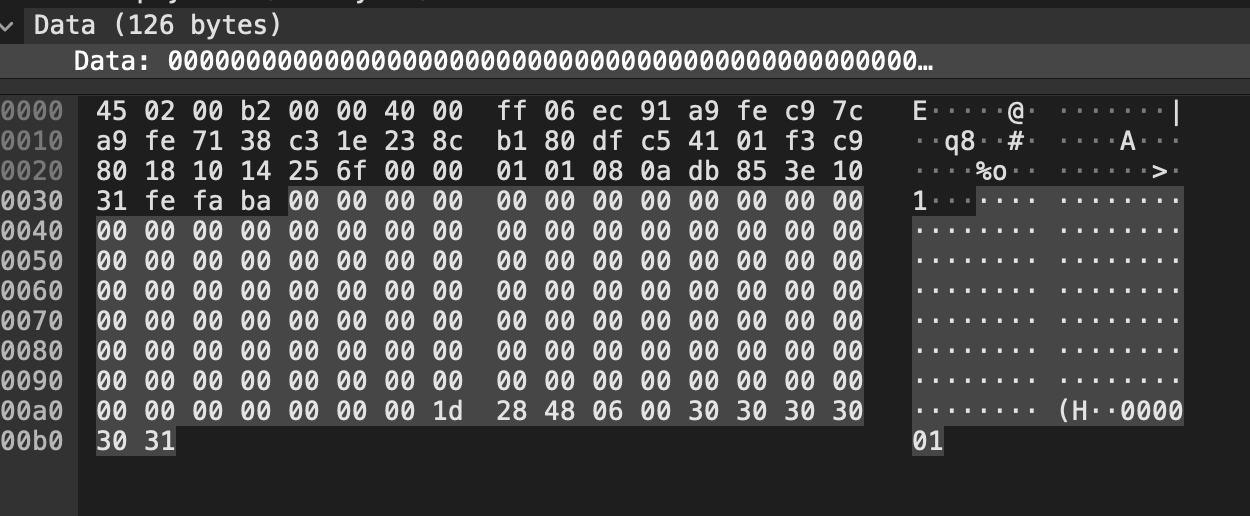 Data (126 bytes)
Data: 000000000000000000000000000000000000000000000000…
0000 45 02 00 b2 00 00 40 00 ff 06 ec 91 a9 fe c9 7c E·····@· ·······|
0010 a9 fe 71 38 c3 1e 23 8c b1 80 df c5 41 01 f3 c9 ··q8··#· ····A···
0020 80 18 10 14 25 6f 00 00 01 01 08 0a db 85 3e 10 ····%o·· ······>·
0030 31 fe fa ba 00 00 00 00 00 00 00 00 00 00 00 00 1······· ········
0040 00 00 00 00 00 00 00 00 00 00 00 00 00 00 00 00 ········ ········
0050 00 00 00 00 00 00 00 00 00 00 00 00 00 00 00 00 ········ ········
0060 00 00 00 00 00 00 00 00 00 00 00 00 00 00 00 00 ········ ········
0070 00 00 00 00 00 00 00 00 00 00 00 00 00 00 00 00 ········ ········
0080 00 00 00 00 00 00 00 00 00 00 00 00 00 00 00 00 ········ ········
0090 00 00 00 00 00 00 00 00 00 00 00 00 00 00 00 00 ········ ········
00a0 00 00 00 00 00 00 00 1d 28 48 06 00 30 30 30 30 ········ (H··0000
00b0 30 31 01